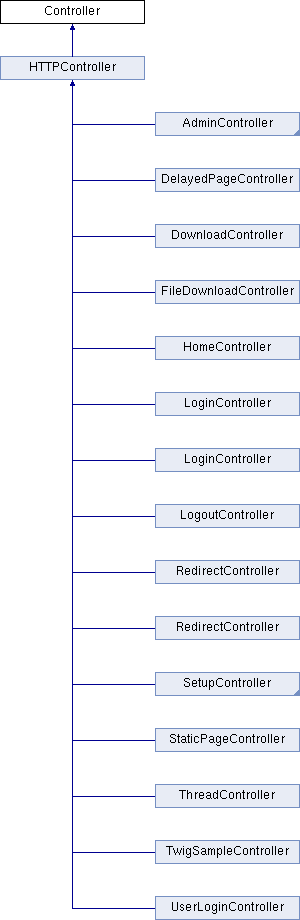 Controller
HTTPController
AdminController
DelayedPageController
DownloadController
FileDownloadController
HomeController
LoginController
LoginController
LogoutController
RedirectController
RedirectController
SetupController
StaticPageController
ThreadController
TwigSampleController
UserLoginController